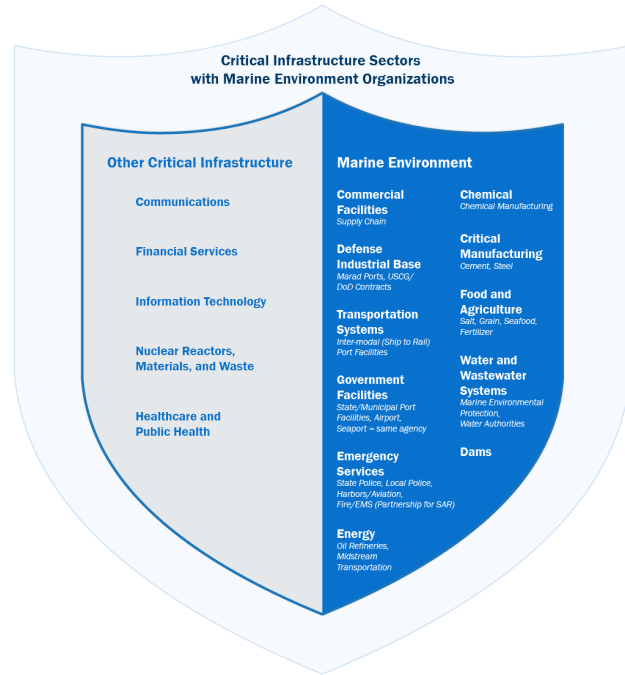 Critical Infrastructure Sectors
with Marine Environment Organizations
Other Critical Infrastructure
Communications
Financial Services
Information Technology
Nuclear Reactors,
Materials, and Waste
Healthcare and
Public Health
Marine Environment
Commercial
Facilities
Supply Chain
Defense
Industrial Base
Marad Ports, USCG/
DoD Contracts
Transportation
Systems
Inter-modal (Ship to Rail)
Port Facilities
Government
Facilities
State/Municipal Port
Facilities, Airport,
Seaport – same agency
Emergency
Services
State Police, Local Police,
Harbors/Aviation,
Fire/EMS (Partnership for SAR)
Energy
Oil Refineries,
Midstream
Transportation
Chemical
Chemical Manufacturing
Critical
Manufacturing
Cement, Steel
Food and
Agriculture
Salt, Grain, Seafood,
Fertilizer
Water and
Wastewater
Systems
Marine Environmental
Protection,
Water Authorities
Dams